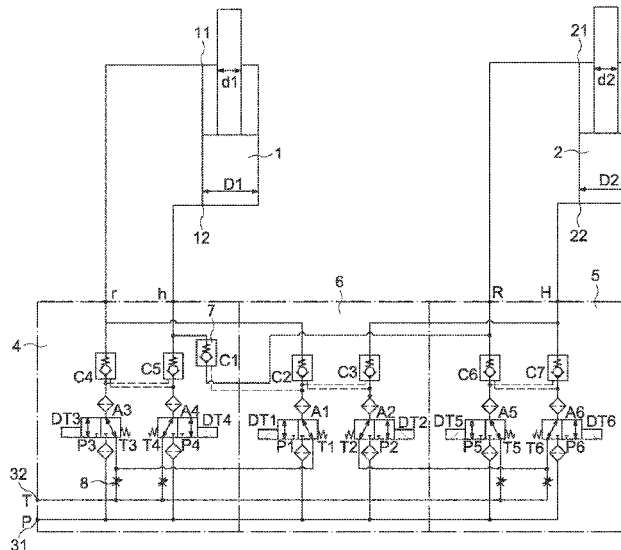 11
21
d1
d2
1
2
D1
D2
12
22
r
h
7
6
R
H
5
4
C4
C5
C1
C2
C3
C6
C7
A3
A4
A1
A2
A5
A6
DT3
DT4
DT1
DT2
DT5
DT6
P3
T3
T4
P4
P1
T1
T2
P2
P5
T5
T6
P6
8
32
T
P
31